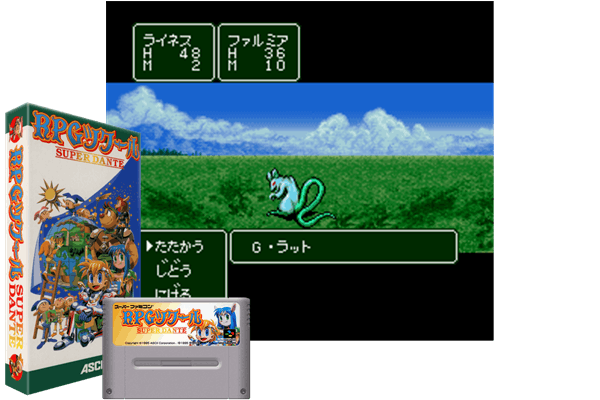 ライネス
H 48
M 2
ファルミア
H 36
M 10
たたかう
じどう
にげる
G・ラット
RPGツクール
SUPER DANTE
RPGツクール
SUPER DANTE
ASCII
スーパーファミコン
RPGツクール
SUPER DANTE